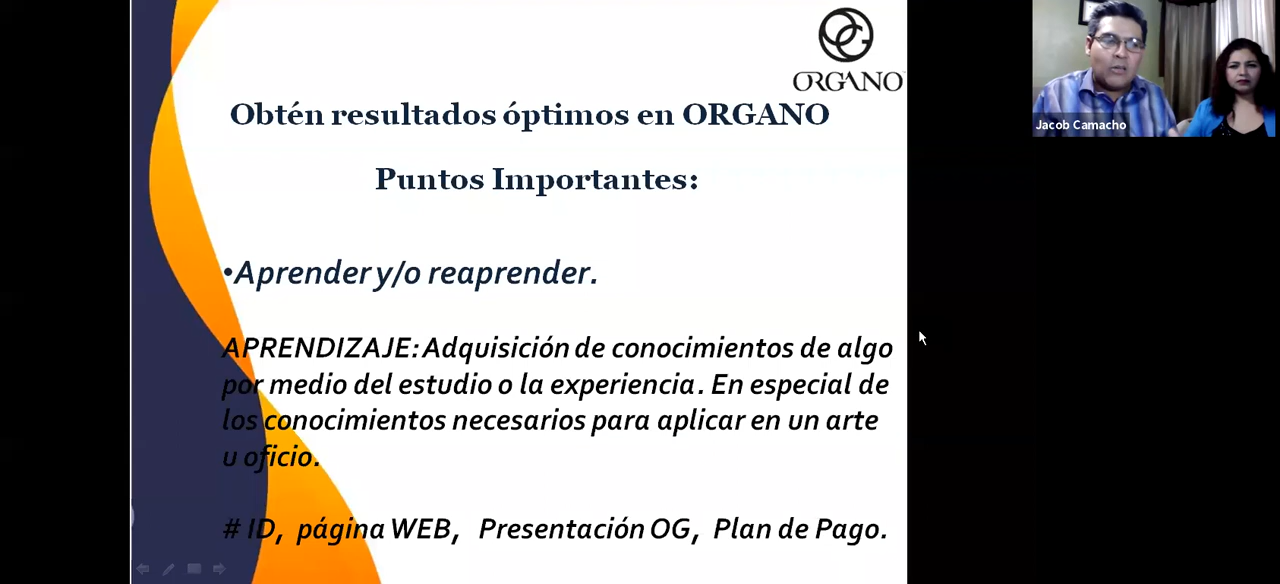 ORGANO
Obtén resultados óptimos en ORGANO
Puntos Importantes:
•Aprender y/o reaprender.
APRENDIZAJE: Adquisición de conocimientos de algo
por medio del estudio o la experiencia. En especial de
los conocimientos necesarios para aplicar en un arte
u oficio.
# ID, página WEB, Presentación OG, Plan de Pago.
Jacob Camacho